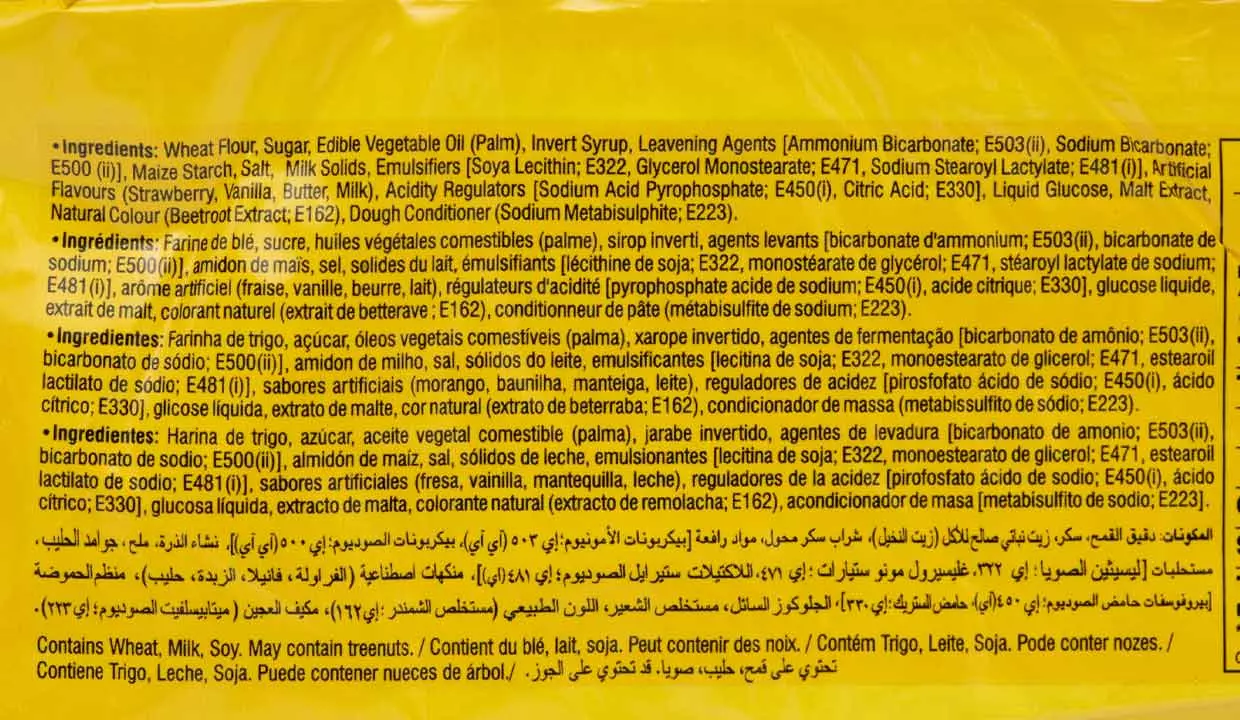 • Ingredients: Wheat Flour, Sugar, Edible Vegetable Oil (Palm), Invert Syrup, Leavening Agents [Ammonium Bicarbonate; E503(ii), Sodium Bicarbonate;
E500 (ii)], Maize Starch, Salt, Milk Solids, Emulsifiers [Soya Lecithin; E322, Glycerol Monostearate; E471, Sodium Stearoyl Lactylate; E481(i)], Artificial
Flavours (Strawberry, Vanilla, Butter, Milk), Acidity Regulators [Sodium Acid Pyrophosphate; E450(i), Citric Acid; E330], Liquid Glucose, Malt Extract,
Natural Colour (Beetroot Extract; E162), Dough Conditioner (Sodium Metabisulphite; E223).
• Ingrédients: Farine de blé, sucre, huiles végétales comestibles (palme), sirop inverti, agents levants [bicarbonate d'ammonium; E503(ii), bicarbonate de
sodium; E500(ii)], amidon de maïs, sel, solides du lait, émulsifiants [lécithine de soja; E322, monostéarate de glycérol; E471, stéaroyl lactylate de sodium;
E481(i)], arôme artificiel (fraise, vanille, beurre, lait), régulateurs d'acidité [pyrophosphate acide de sodium; E450(i), acide citrique; E330], glucose liquide,
extrait de malt, colorant naturel (extrait de betterave ; E162), conditionneur de pâte (métabisulfite de sodium; E223).
• Ingredientes: Farinha de trigo, açúcar, óleos vegetais comestíveis (palma), xarope invertido, agentes de fermentação [bicarbonato de amônio; E503(ii),
bicarbonato de sódio; E500(ii)], amidon de milho, sal, sólidos do leite, emulsificantes [lecitina de soja; E322, monoestearato de glicerol; E471, estearoil
lactilato de sódio; E481(i)], sabores artificiais (morango, baunilha, manteiga, leite), reguladores de acidez [pirosfofato ácido de sódio; E450(i), ácido
cítrico; E330], glicose líquida, extrato de malte, cor natural (extrato de beterraba; E162), condicionador de massa (metabissulfito de sódio; E223).
• Ingredientes: Harina de trigo, azúcar, aceite vegetal comestible (palma), jarabe invertido, agentes de levadura [bicarbonato de amonio; E503(ii),
bicarbonato de sodio; E500(ii)], almidón de maíz, sal, sólidos de leche, emulsionantes [lecitina de soja; E322, monoestearato de glicerol; E471, estearoil
lactilato de sodio; E481(i)], sabores artificiales (fresa, vainilla, mantequilla, leche), reguladores de la acidez [pirofosfato ácido de sodio; E450(i), ácido
cítrico; E330], glucosa líquida, extracto de malta, colorante natural (extracto de remolacha; E162), acondicionador de masa [metabisulfito de sodio; E223].
المكونات: دقيق القمح، سكر، زيت نباتي صالح للأكل (زيت النخيل)، شراب سكر محول، مواد رافعة [بيكربونات الأمونيوم؛ إي ٥٠٣ (آي آي)، بيكربونات الصوديوم؛ إي ٥٠٠ (آي آي)]، نشاء الذرة، ملح، جوامد الحليب،
مستحلبات [ليسيثين الصويا؛ إي ٣٢٢، غليسيرول مونو ستيارات ؛ إي ٤٧١، اللاكتيلات ستيرايل الصوديوم؛ إي ٤٨١ (آي)]، منكهات اصطناعية (الفراولة، فانيلا، الزبدة، حليب)، منظم الحموضة
[بيروفوسفات حامض الصوديوم؛ إي ٤٥٠ (آي)، حامض الستريك؛ إي ٣٣٠]، الجلوكوز السائل، مستخلص الشعير، اللون الطبيعي (مستخلص الشمندر ؛ إي ١٦٢)، مكيف العجين (ميتابيسلفيت الصوديوم؛ إي ٢٢٣).
Contains Wheat, Milk, Soy. May contain treenuts. / Contient du blé, lait, soja. Peut contenir des noix. / Contém Trigo, Leite, Soja. Pode conter nozes. /
Contiene Trigo, Leche, Soja. Puede contener nueces de árbol./ تحتوي على قمح، حليب، صويا. قد تحتوي على الجوز.